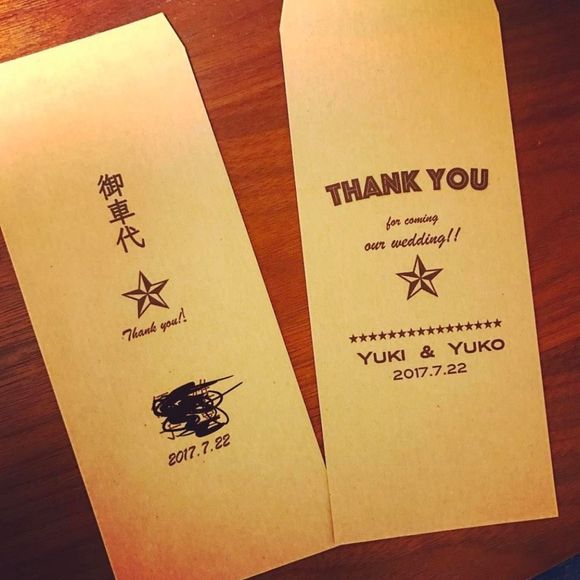 御車代
Thank you!!
2017.7.22
THANK YOU
for coming
our wedding!!
YUKI & YUKO
2017.7.22